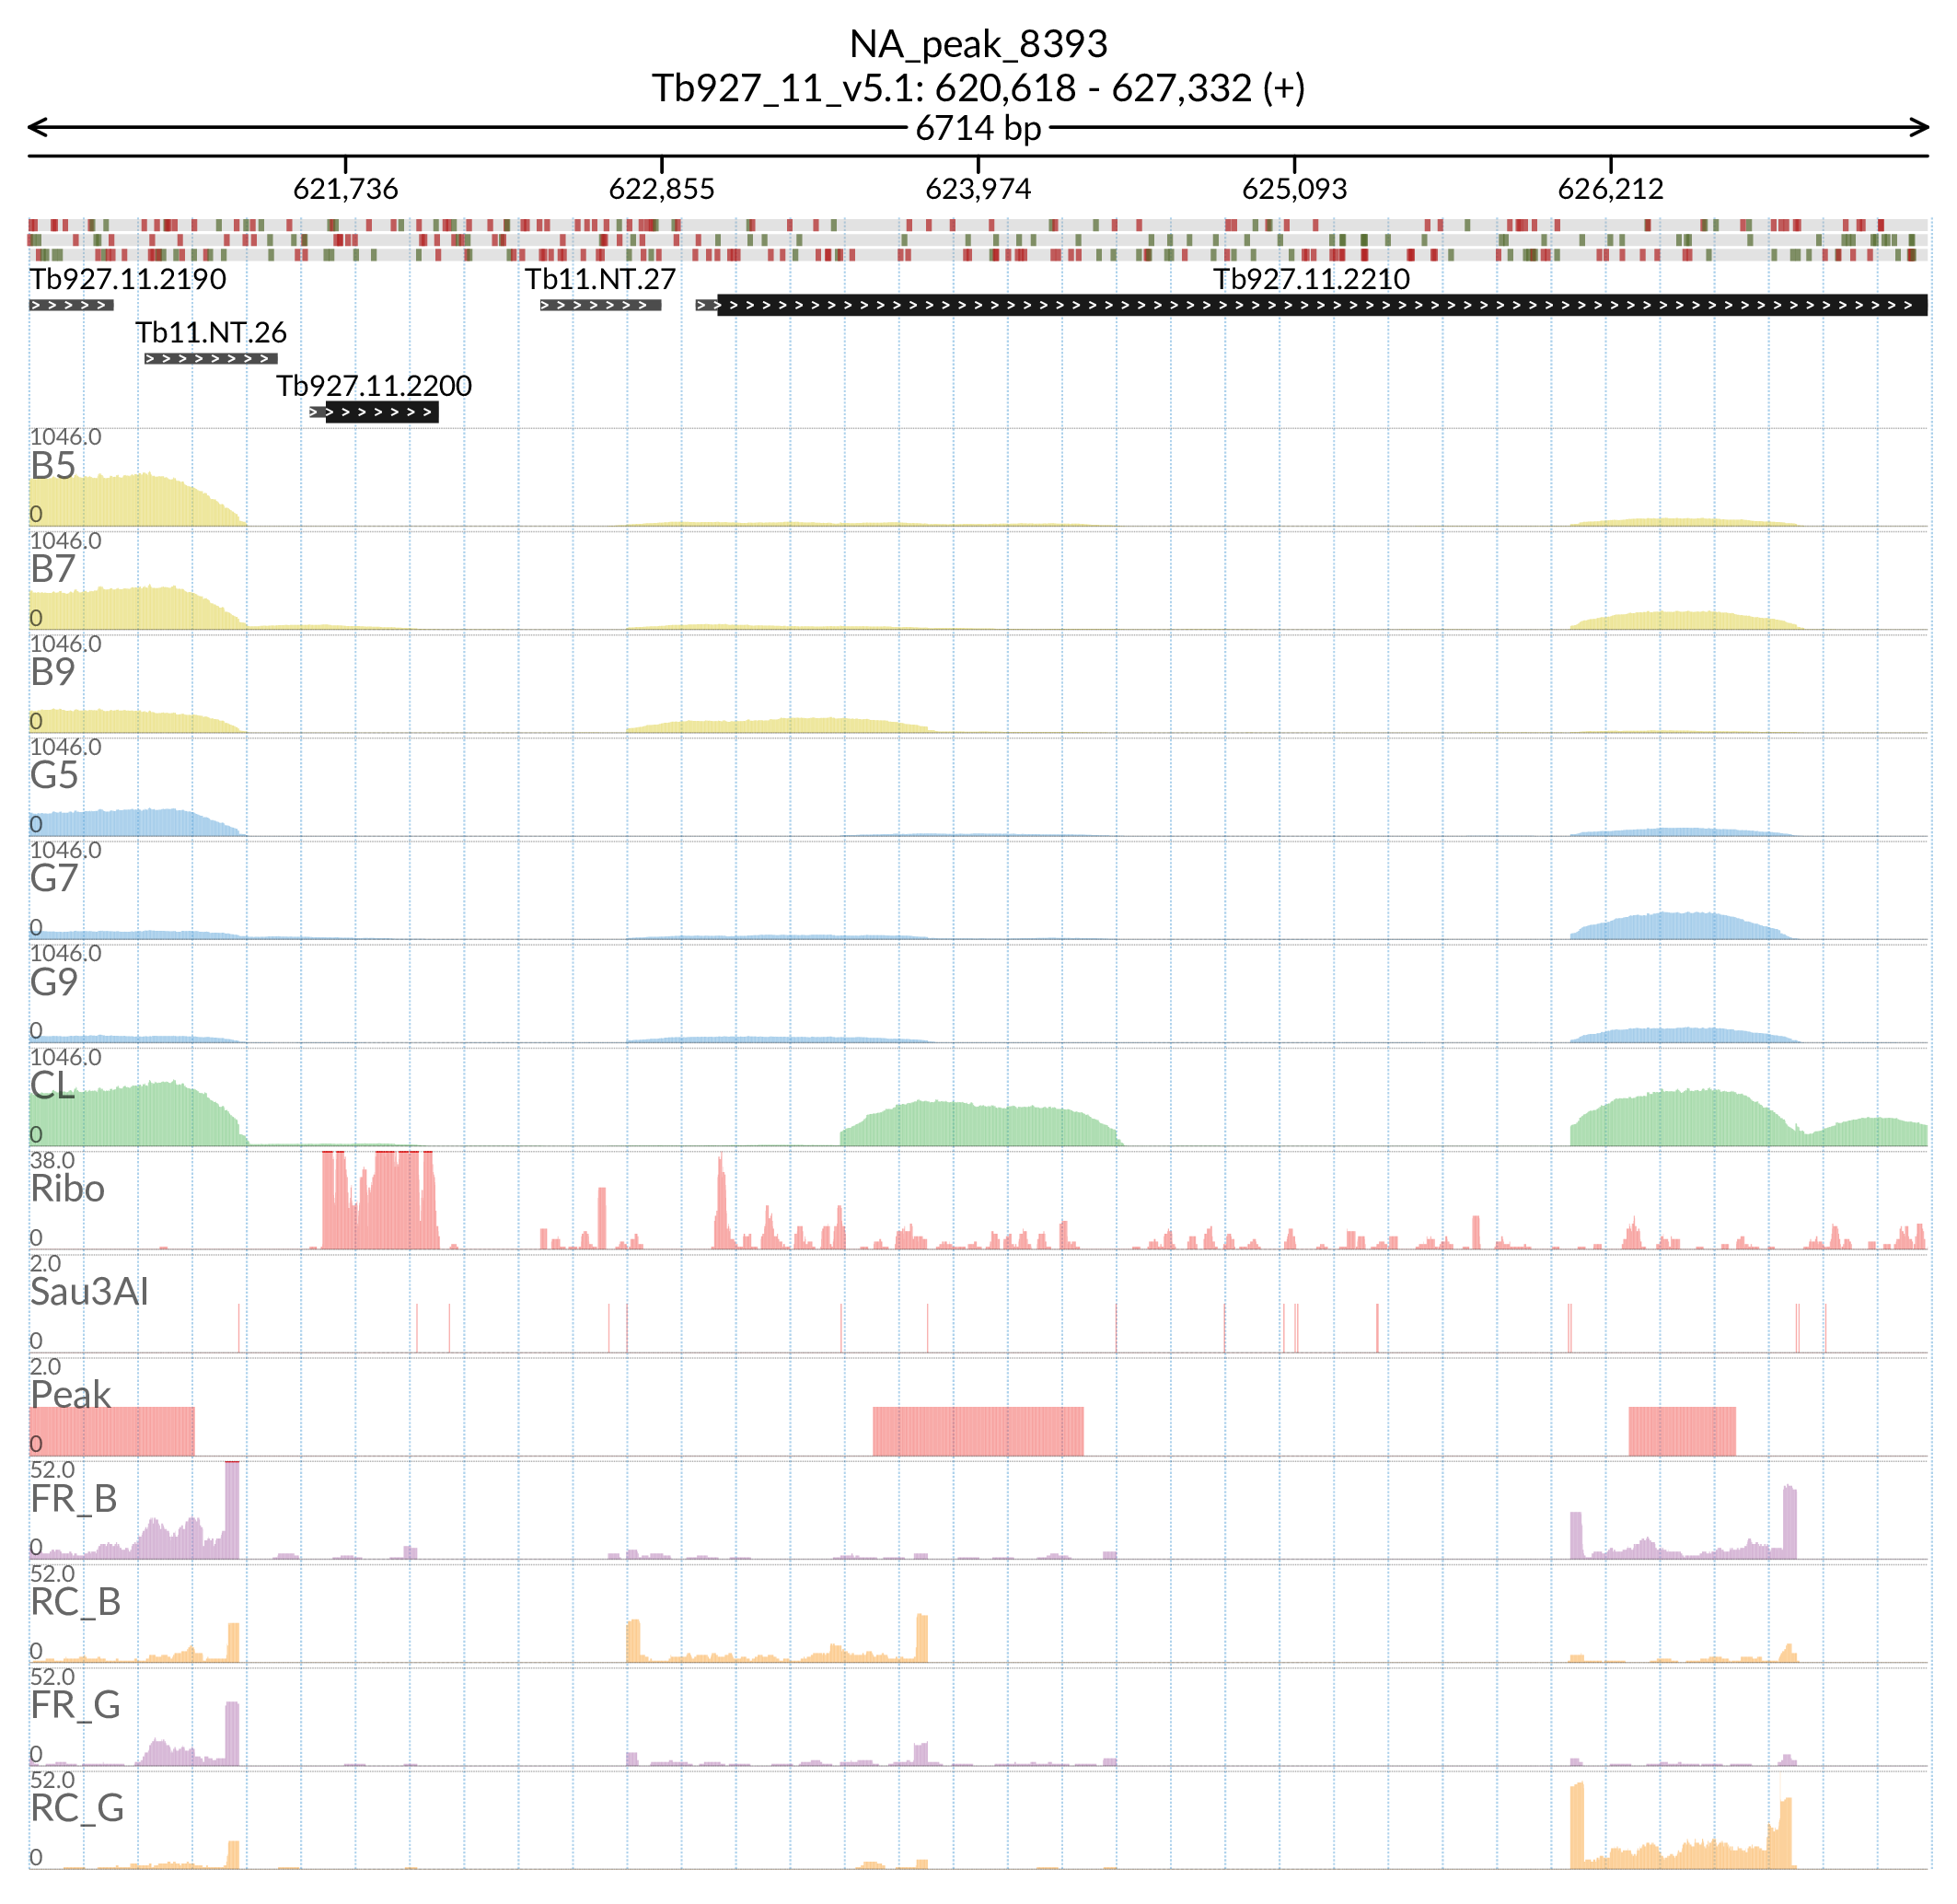 NA_peak_8393
Tb927_11_v5.1: 620,618 - 627,332 (+)
6714 bp
621,736 622,855 623,974 625,093 626,212
Tb927.11.2190 Tb11.NT.27 Tb927.11.2210
Tb11.NT.26
Tb927.11.2200
1046.0
B5
0
1046.0
B7
0
1046.0
B9
0
1046.0
G5
0
1046.0
G7
0
1046.0
G9
0
1046.0
CL
0
38.0
Ribo
0
2.0
Sau3AI
0
2.0
Peak
0
52.0
FR_B
0
52.0
RC_B
0
52.0
FR_G
0
52.0
RC_G
0